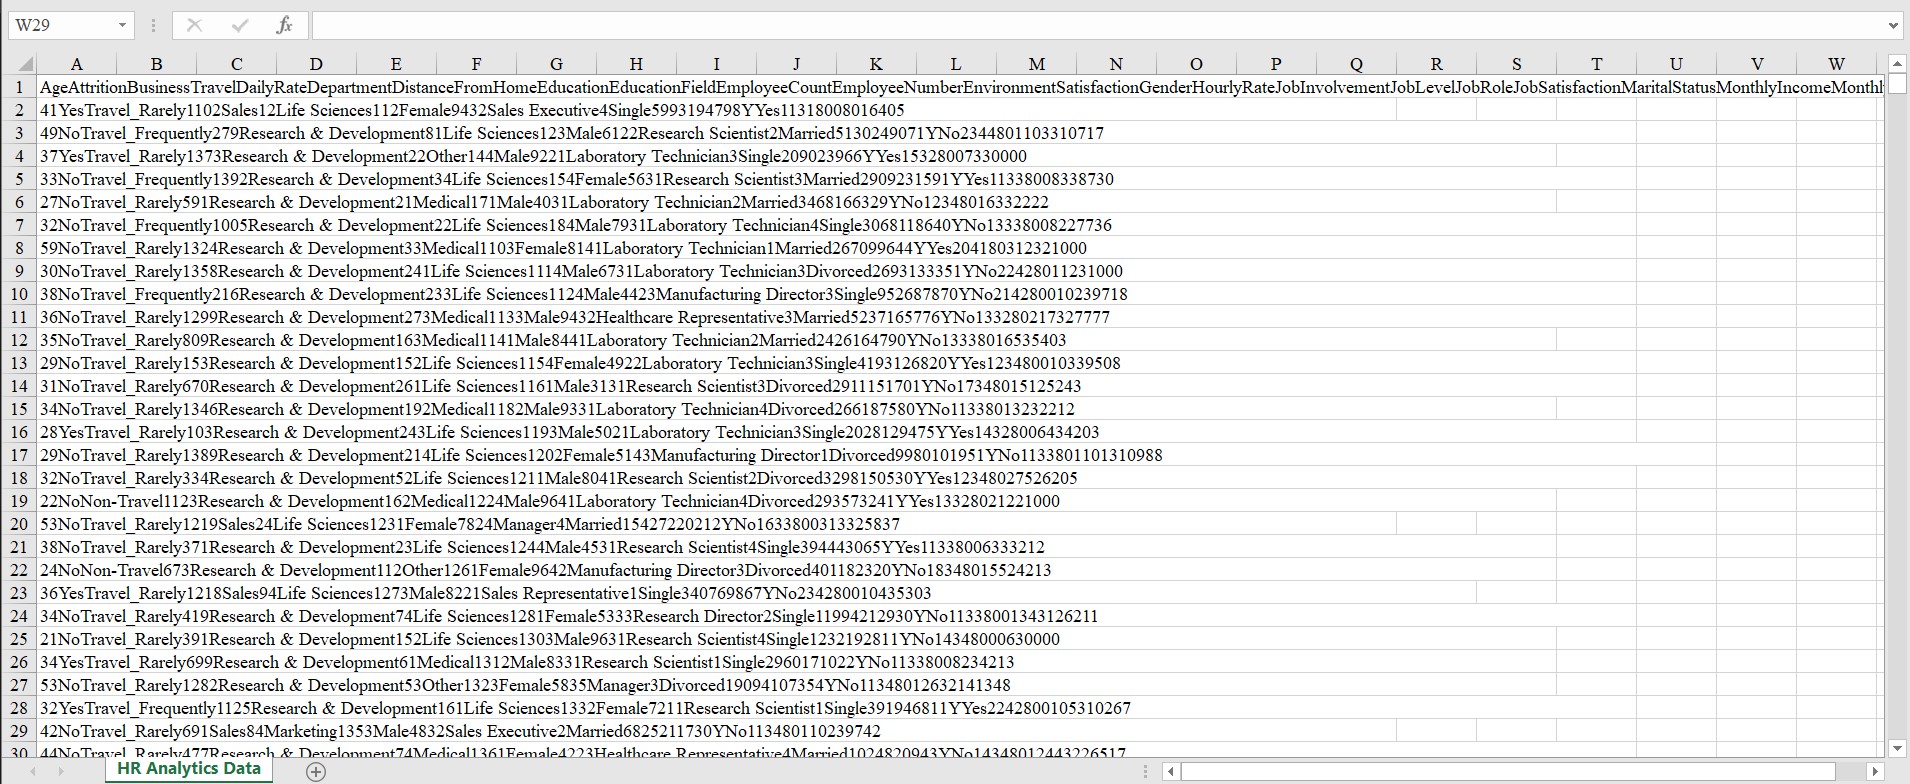 W29
fx
A B C D E F G H I J K L M N O P Q R S T U V W
1 AgeAttritionBusinessTravelDailyRateDepartmentDistanceFromHomeEducationEducationFieldEmployeeCountEmployeeNumberEnvironmentSatisfactionGenderHourlyRateJobInvolvementJobLevelJobRoleJobSatisfactionMaritalStatusMonthlyIncomeMonthl
2 41YesTravel_Rarely1102Sales12Life Sciences112Female9432Sales Executive4Single5993194798YYes11318008016405
3 49NoTravel_Frequently279Research & Development81Life Sciences123Male6122Research Scientist2Married5130249071YNo2344801103310717
4 37YesTravel_Rarely1373Research & Development22Other144Male9221Laboratory Technician3Single209023966YYes15328007330000
5 33NoTravel_Frequently1392Research & Development34Life Sciences154Female5631Research Scientist3Married2909231591YYes11338008338730
6 27NoTravel_Rarely591Research & Development21Medical171Male4031Laboratory Technician2Married3468166329YNo12348016332222
7 32NoTravel_Frequently1005Research & Development22Life Sciences184Male7931Laboratory Technician4Single3068118640YNo13338008227736
8 59NoTravel_Rarely1324Research & Development33Medical1103Female8141Laboratory Technician1Married267099644YYes204180312321000
9 30NoTravel_Rarely1358Research & Development241Life Sciences1114Male6731Laboratory Technician3Divorced2693133351YNo22428011231000
10 38NoTravel_Frequently216Research & Development233Life Sciences1124Male4423Manufacturing Director3Single952687870YNo214280010239718
11 36NoTravel_Rarely1299Research & Development273Medical1133Male9432Healthcare Representative3Married5237165776YNo133280217327777
12 35NoTravel_Rarely809Research & Development163Medical1141Male8441Laboratory Technician2Married2426164790YNo13338016535403
13 29NoTravel_Rarely153Research & Development152Life Sciences1154Female4922Laboratory Technician3Single4193126820YYes123480010339508
14 31NoTravel_Rarely670Research & Development261Life Sciences1161Male3131Research Scientist3Divorced2911151701YNo17348015125243
15 34NoTravel_Rarely1346Research & Development192Medical1182Male9331Laboratory Technician4Divorced266187580YNo11338013232212
16 28YesTravel_Rarely103Research & Development243Life Sciences1193Male5021Laboratory Technician3Single2028129475YYes14328006434203
17 29NoTravel_Rarely1389Research & Development214Life Sciences1202Female5143Manufacturing Director1Divorced9980101951YNo1133801101310988
18 32NoTravel_Rarely334Research & Development52Life Sciences1211Male8041Research Scientist2Divorced3298150530YYes12348027526205
19 22NoNon-Travel1123Research & Development162Medical1224Male9641Laboratory Technician4Divorced293573241YYes13328021221000
20 53NoTravel_Rarely1219Sales24Life Sciences1231Female7824Manager4Married15427220212YNo1633800313325837
21 38NoTravel_Rarely371Research & Development23Life Sciences1244Male4531Research Scientist4Single394443065YYes11338006333212
22 24NoNon-Travel673Research & Development112Other1261Female9642Manufacturing Director3Divorced401182320YNo18348015524213
23 36YesTravel_Rarely1218Sales94Life Sciences1273Male8221Sales Representative1Single340769867YNo234280010435303
24 34NoTravel_Rarely419Research & Development74Life Sciences1281Female5333Research Director2Single11994212930YNo11338001343126211
25 21NoTravel_Rarely391Research & Development152Life Sciences1303Male9631Research Scientist4Single1232192811YNo14348000630000
26 34YesTravel_Rarely699Research & Development61Medical1312Male8331Research Scientist1Single2960171022YNo11338008234213
27 53NoTravel_Rarely1282Research & Development53Other1323Female5835Manager3Divorced19094107354YNo11348012632141348
28 32YesTravel_Frequently1125Research & Development161Life Sciences1332Female7211Research Scientist1Single391946811YYes2242800105310267
29 42NoTravel_Rarely691Sales84Marketing1353Male4832Sales Executive2Married6825211730YNo113480110239742
30 44NoTravel_Rarely477Research & Development74Medical1361Female4223Healthcare Representative4Married1024820943YNo14348012443226517
HR Analytics Data